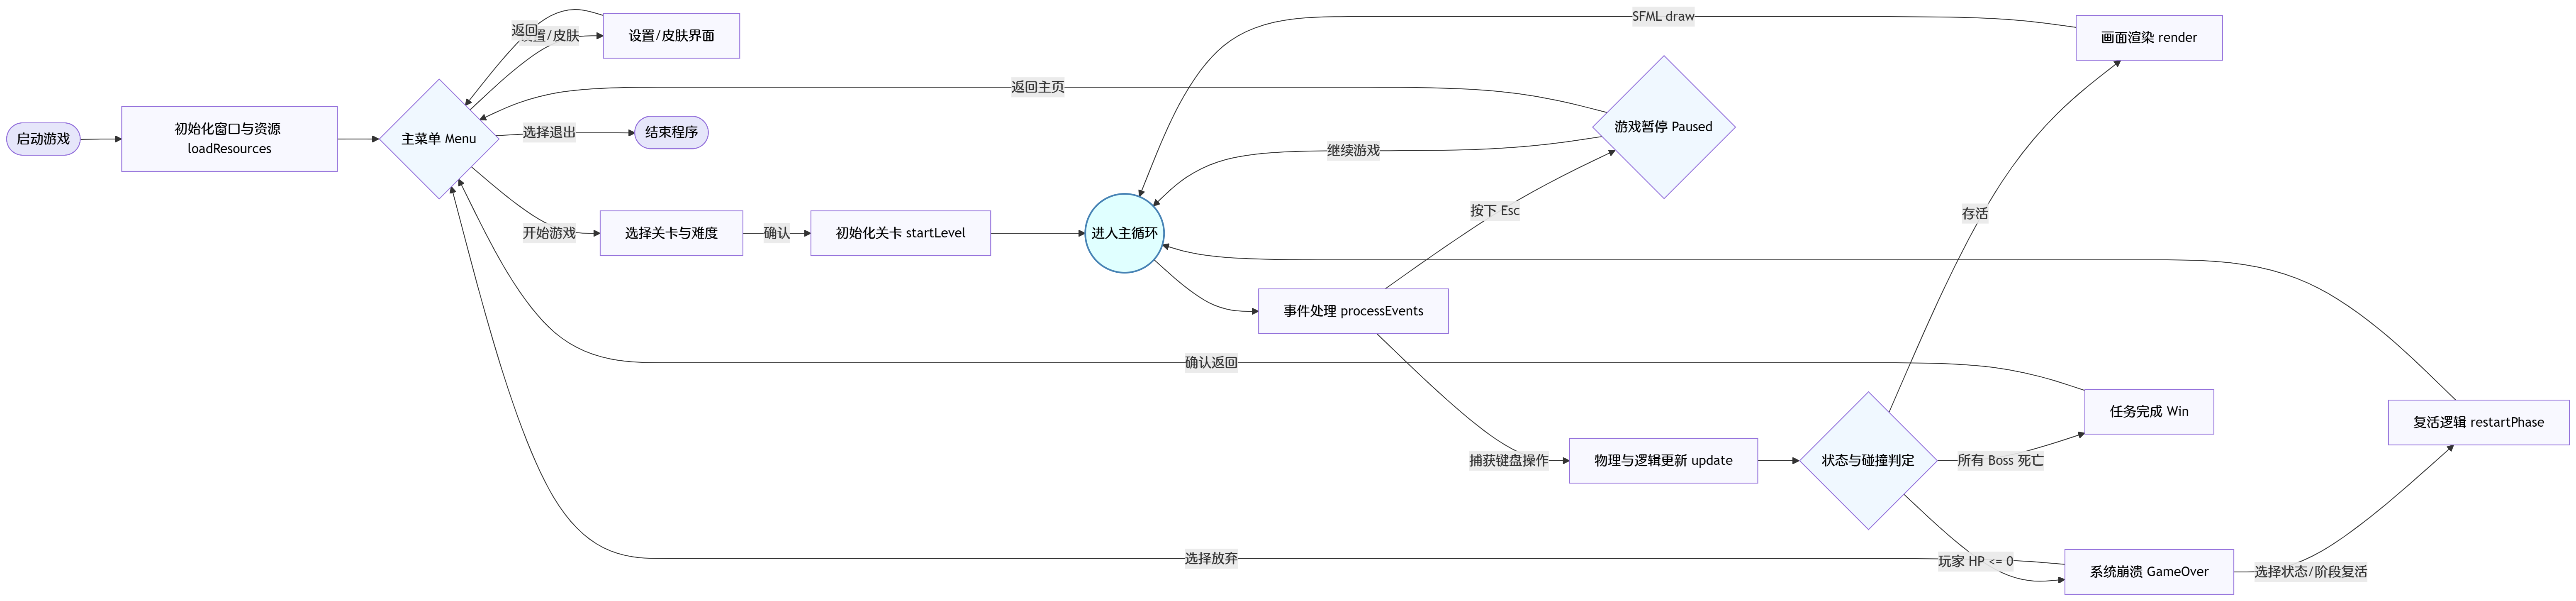 启动游戏
初始化窗口与资源
loadResources
主菜单 Menu
返回
设置/皮肤
设置/皮肤界面
返回主页
选择退出
结束程序
开始游戏
选择关卡与难度
确认
初始化关卡 startLevel
进入主循环
SFML draw
继续游戏
游戏暂停 Paused
按下 Esc
事件处理 processEvents
捕获键盘操作
物理与逻辑更新 update
状态与碰撞判定
存活
画面渲染 render
所有 Boss 死亡
任务完成 Win
确认返回
玩家 HP <= 0
系统崩溃 GameOver
选择放弃
选择状态/阶段复活
复活逻辑 restartPhase